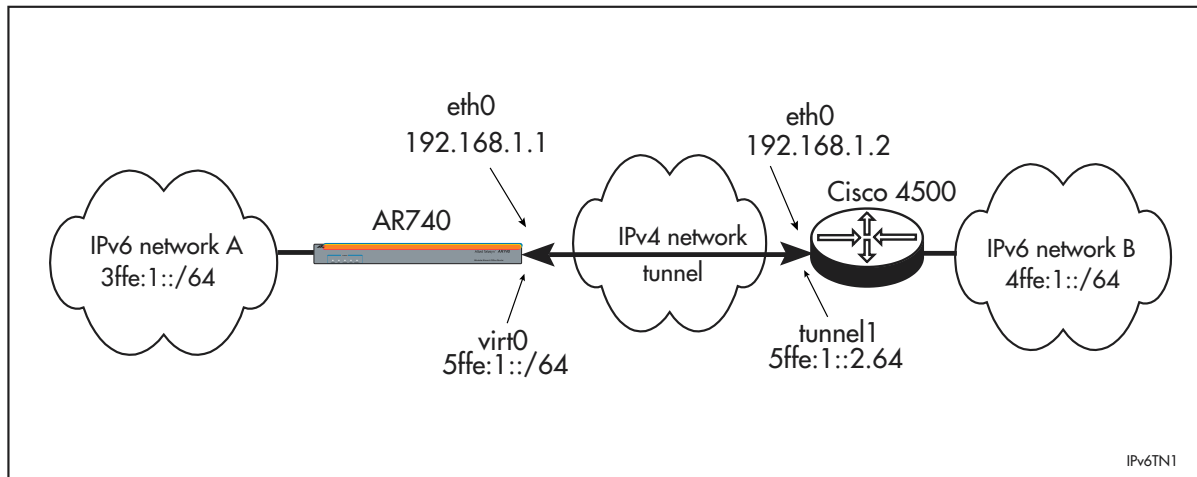 eth0
192.168.1.1
eth0
192.168.1.2
Cisco 4500
AR740
IPv6 network A
3ffe:1::/64
IPv4 network
tunnel
IPv6 network B
4ffe:1::/64
virt0
5ffe:1::/64
tunnel1
5ffe:1::2.64
IPv6TN1